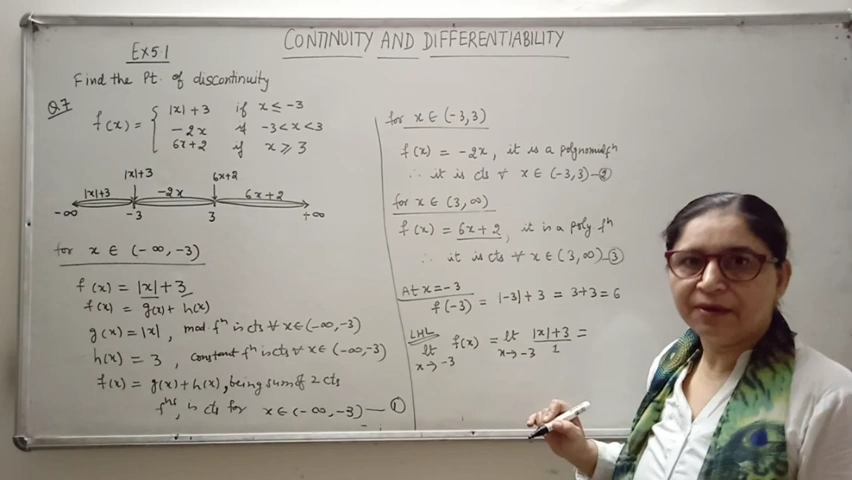 CONTINUITY AND DIFFERENTIABILITY
EX 5.1
Find the Pt. of discontinuity
Q7
f(x) = { |x| + 3 if x ≤ -3
-2x if -3 < x < 3
6x+2 if x ≥ 3
|x|+3 6x+2
|x|+3 -2x 6x+2
-∞ -3 3 +∞
for x ∈ (-∞, -3)
f(x) = |x| + 3
f(x) = g(x) + h(x)
g(x) = |x|, mod. fⁿ is cts ∀ x ∈ (-∞, -3)
h(x) = 3, constant fⁿ is cts ∀ x ∈ (-∞, -3)
f(x) = g(x) + h(x), being sum of 2 cts
fⁿˢ, is cts for x ∈ (-∞, -3) — ①
for x ∈ (-3, 3)
f(x) = -2x, it is a polynomial fⁿ
∴ it is cts ∀ x ∈ (-3, 3) — ②
for x ∈ (3, ∞)
f(x) = 6x + 2, it is a poly fⁿ
∴ it is cts ∀ x ∈ (3, ∞) — ③
At x = -3
f(-3) = |-3| + 3 = 3+3 = 6
LHL
lt f(x) = lt |x|+3 =
x → -3 x → -3 1